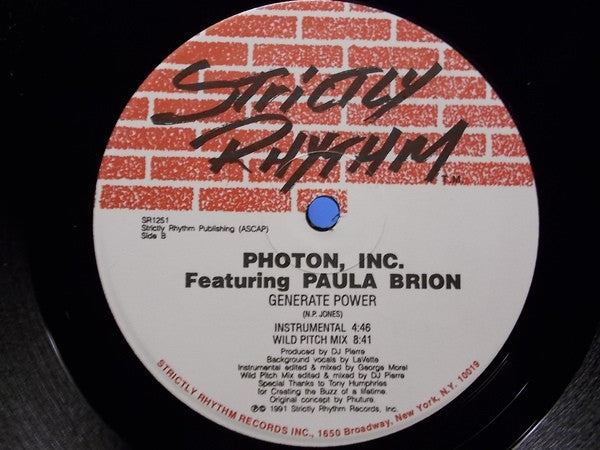 STRICTLY
RHYTHM
T.M.
SR1251
Strictly Rhythm Publishing (ASCAP)
Side B
PHOTON, INC.
Featuring PAULA BRION
GENERATE POWER
(N.P. JONES)
INSTRUMENTAL 4:46
WILD PITCH MIX 8:41
Produced by DJ Pierre
Background vocals by LaVette
Instrumental edited & mixed by George Morel
Wild Pitch Mix edited & mixed by DJ Pierre
Special Thanks to Tony Humphries
for Creating the Buzz of a lifetime.
Original concept by Phuture.
℗© 1991 Strictly Rhythm Records, Inc.
STRICTLY RHYTHM RECORDS INC., 1650 Broadway, New York, N.Y. 10019